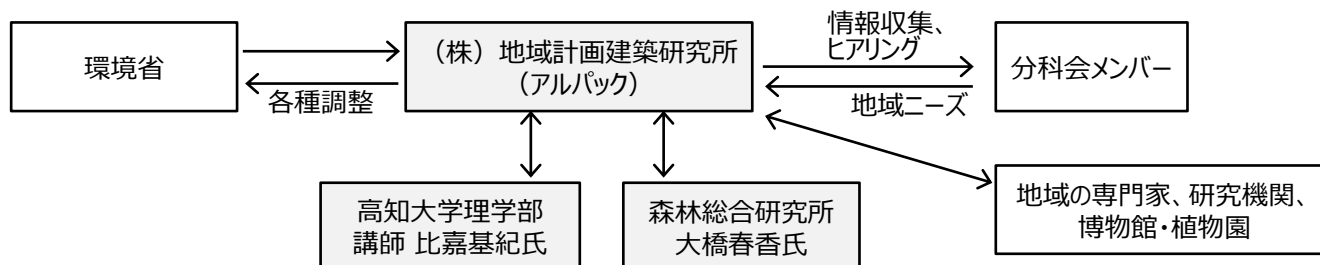 環境省
各種調整
（株）地域計画建築研究所
（アルパック）
情報収集、
ヒアリング
地域ニーズ
分科会メンバー
高知大学理学部
講師 比嘉基紀氏
森林総合研究所
大橋春香氏
地域の専門家、研究機関、
博物館・植物園